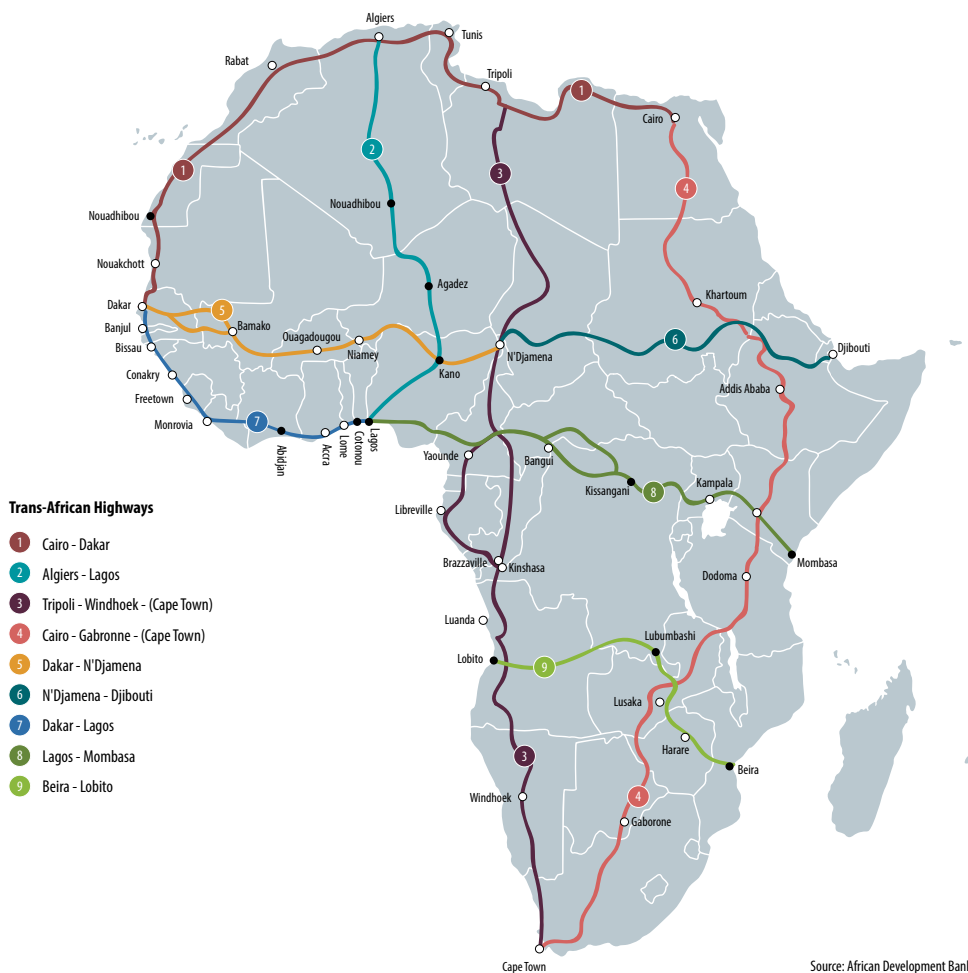 Algiers
Tunis
Rabat
Tripoli
1
Cairo
2
1
3
4
Nouadhibou
Nouadhibou
Nouakchott
Agadez
Dakar
5
Khartoum
Banjul
Bamako
Ouagadougou
Bissau
Niamey
N'Djamena
6
Djibouti
Conakry
Kano
Addis Ababa
Freetown
Monrovia
7
Abidjan
Accra
Lome
Cotonou
Lagos
Yaounde
Bangui
Kissangani
8
Kampala
Libreville
Mombasa
Brazzaville
Kinshasa
Dodoma
Luanda
Lubumbashi
Lobito
9
Lusaka
Harare
3
Beira
Windhoek
4
Gaborone
Cape Town
Trans-African Highways
1 Cairo - Dakar
2 Algiers - Lagos
3 Tripoli - Windhoek - (Cape Town)
4 Cairo - Gabronne - (Cape Town)
5 Dakar - N'Djamena
6 N'Djamena - Djibouti
7 Dakar - Lagos
8 Lagos - Mombasa
9 Beira - Lobito
Source: African Development Bank